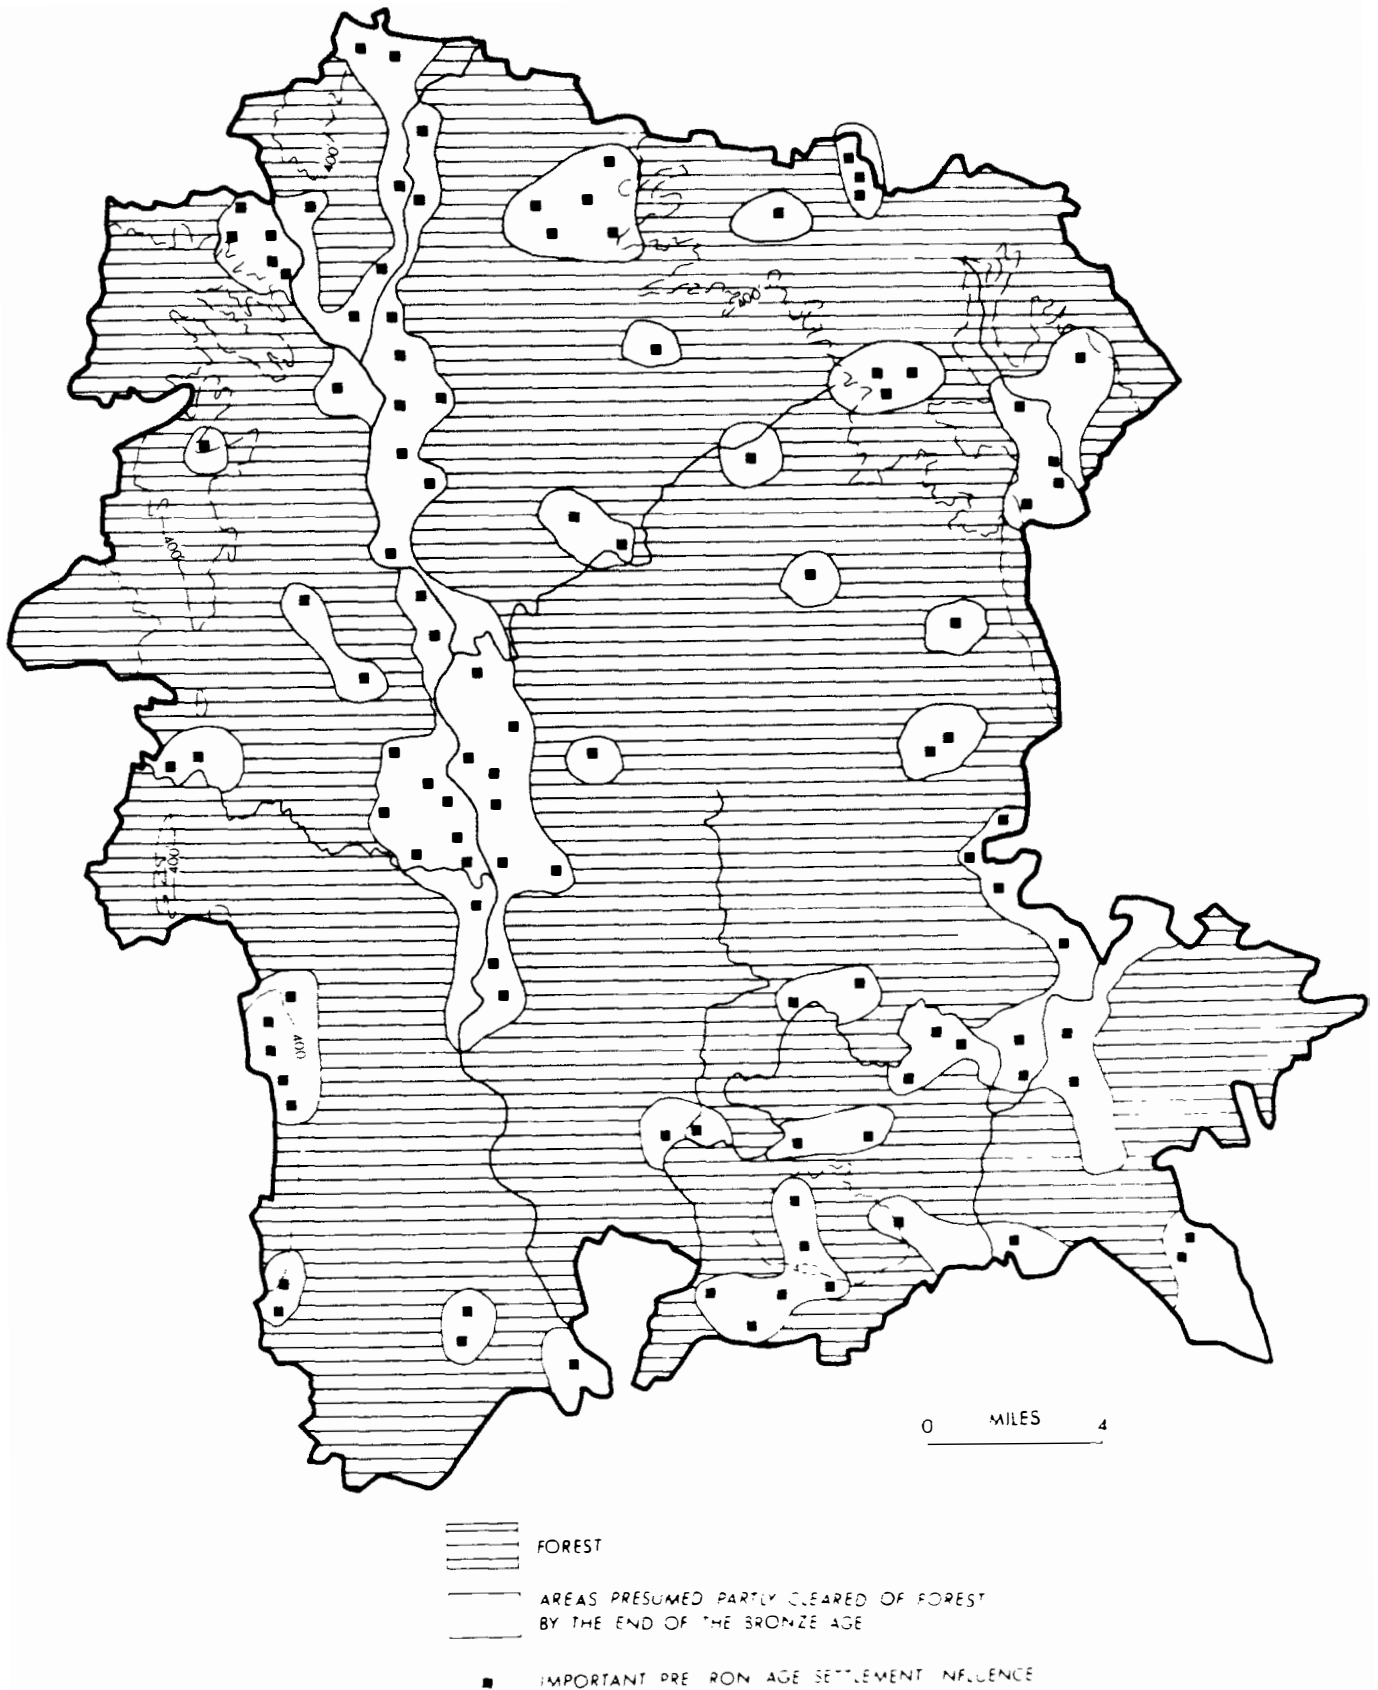 400
400
400
400
400
0 MILES 4
FOREST
AREAS PRESUMED PARTLY CLEARED OF FOREST
BY THE END OF THE BRONZE AGE
IMPORTANT PRE IRON AGE SETTLEMENT INFLUENCE